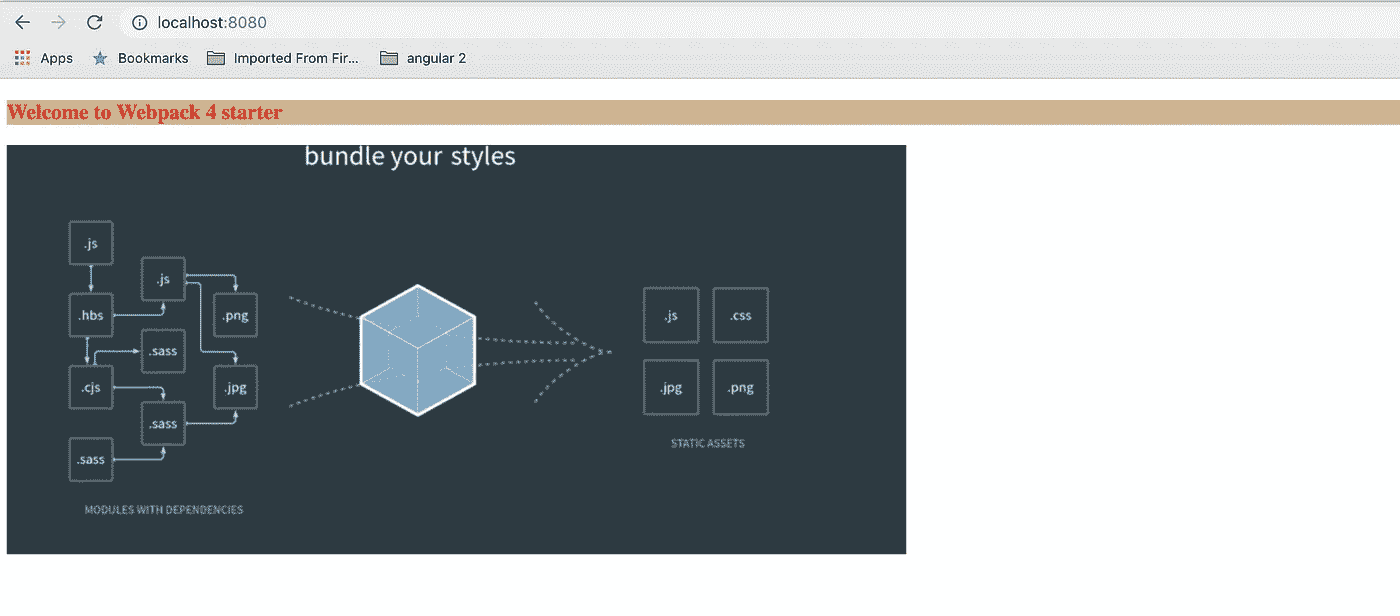 localhost:8080
Apps Bookmarks Imported From Fir... angular 2
Welcome to Webpack 4 starter
bundle your styles
.js
.js
.hbs
.png
.sass
.cjs
.jpg
.sass
.sass
MODULES WITH DEPENDENCIES
.js .css
.jpg .png
STATIC ASSETS